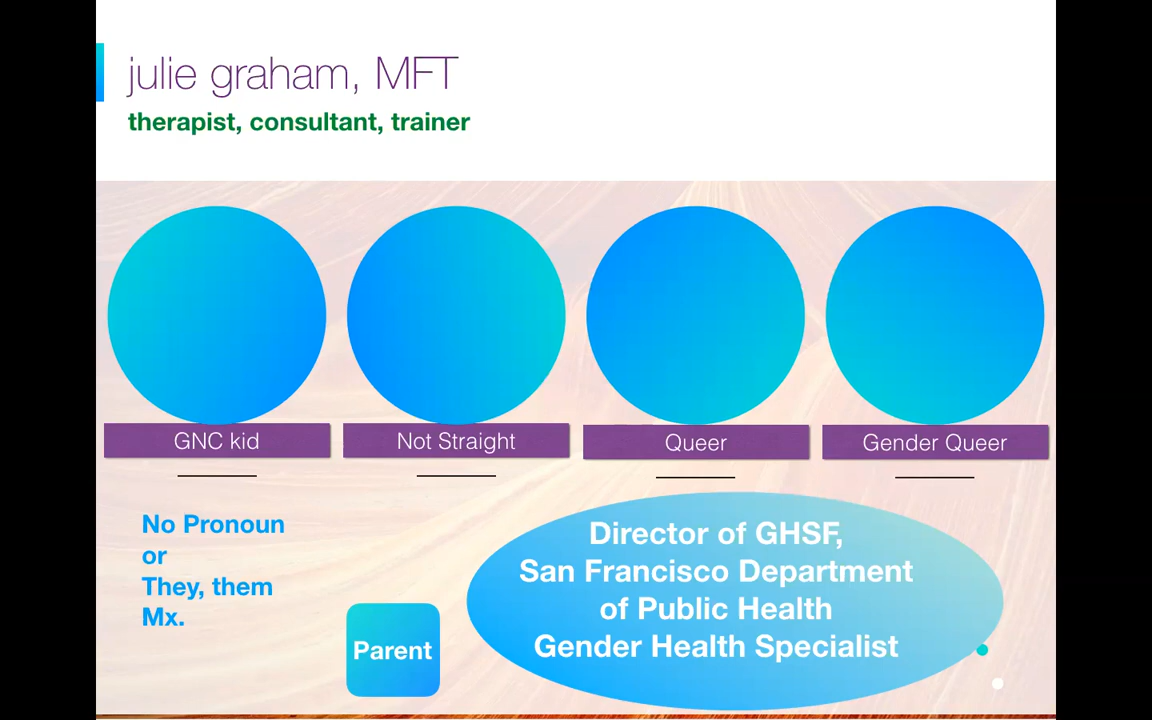 julie graham, MFT
therapist, consultant, trainer
GNC kid
Not Straight
Queer
Gender Queer
No Pronoun
or
They, them
Mx.
Parent
Director of GHSF,
San Francisco Department
of Public Health
Gender Health Specialist